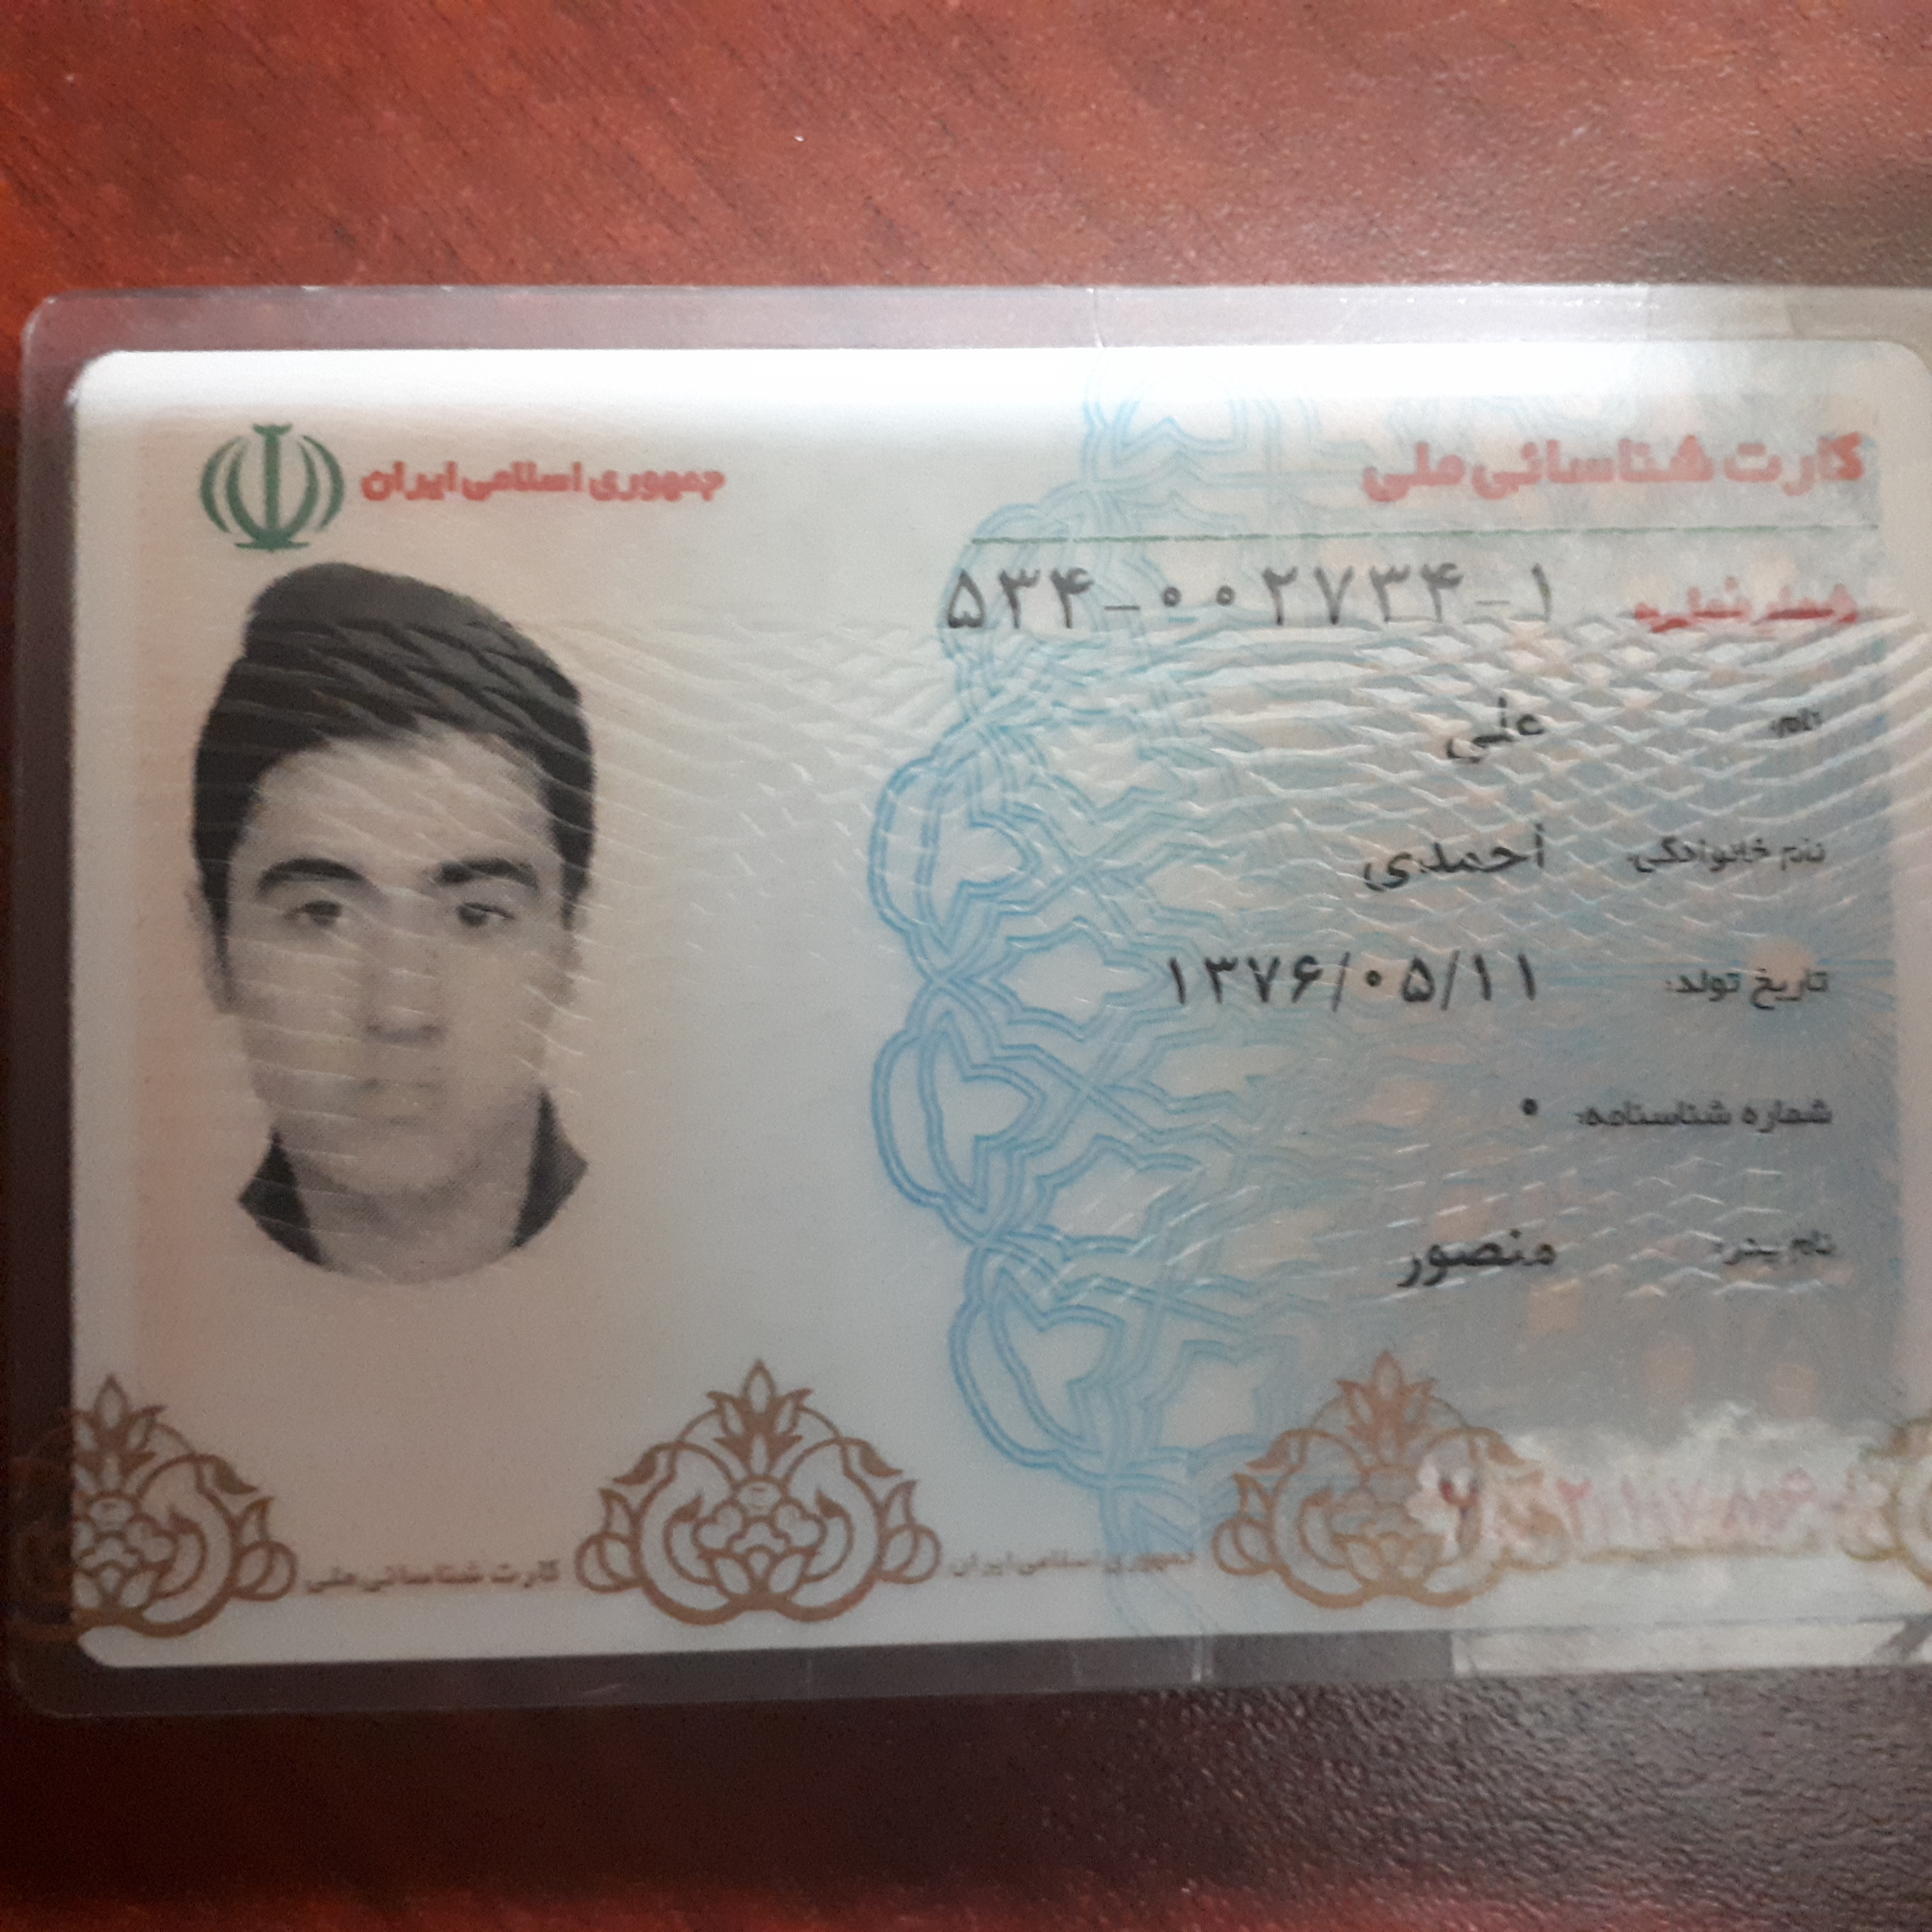 جمهوری اسلامی ایران
کارت شناسائی ملی
شماره ملی ۵۳۴-۰۰۲۷۳۴-۱
نام: علی
نام خانوادگی: احمدی
تاریخ تولد: ۱۳۷۶/۰۵/۱۱
شماره شناسنامه: ۰
نام پدر: منصور
کارت شناسائی ملی
جمهوری اسلامی ایران